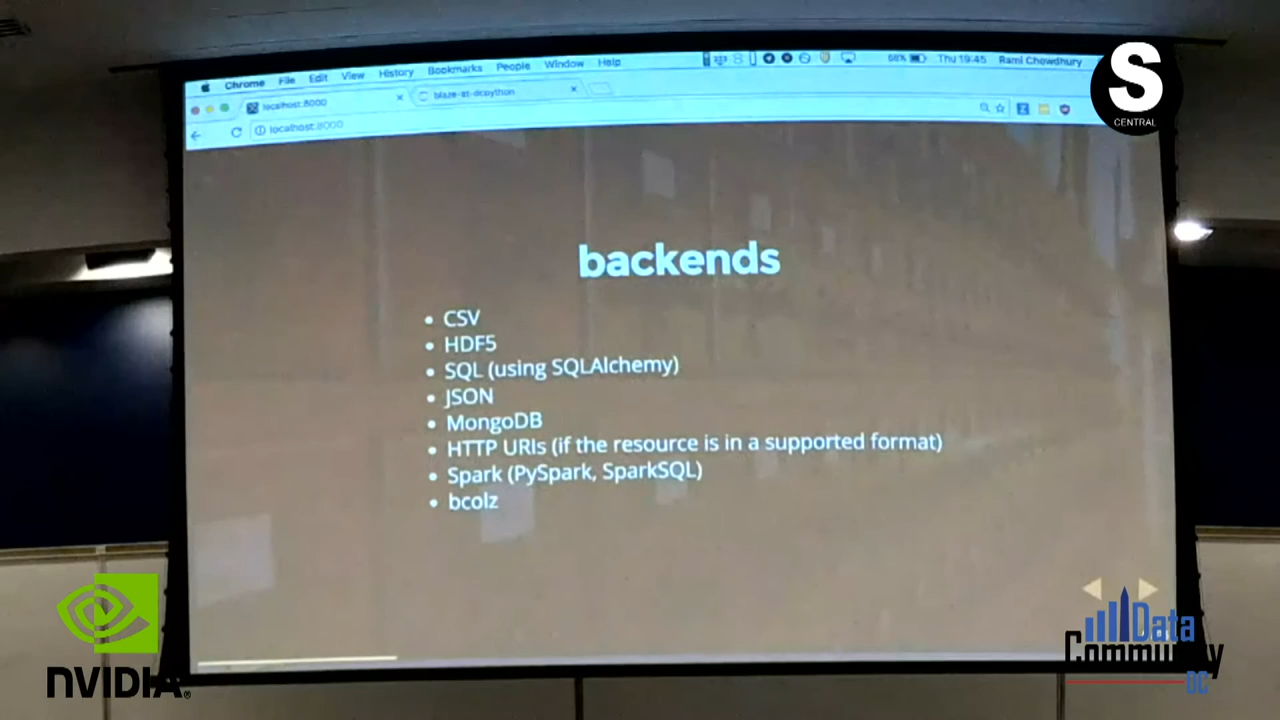 Chrome File Edit View History Bookmarks People Window Help 68% Thu 19:45 Rami Chowdhury
localhost:8000 blaze-at-dcpython
localhost:8000
S
CENTRAL
backends
CSV
HDF5
SQL (using SQLAlchemy)
JSON
MongoDB
HTTP URIs (if the resource is in a supported format)
Spark (PySpark, SparkSQL)
bcolz
NVIDIA
Data
Community
DC